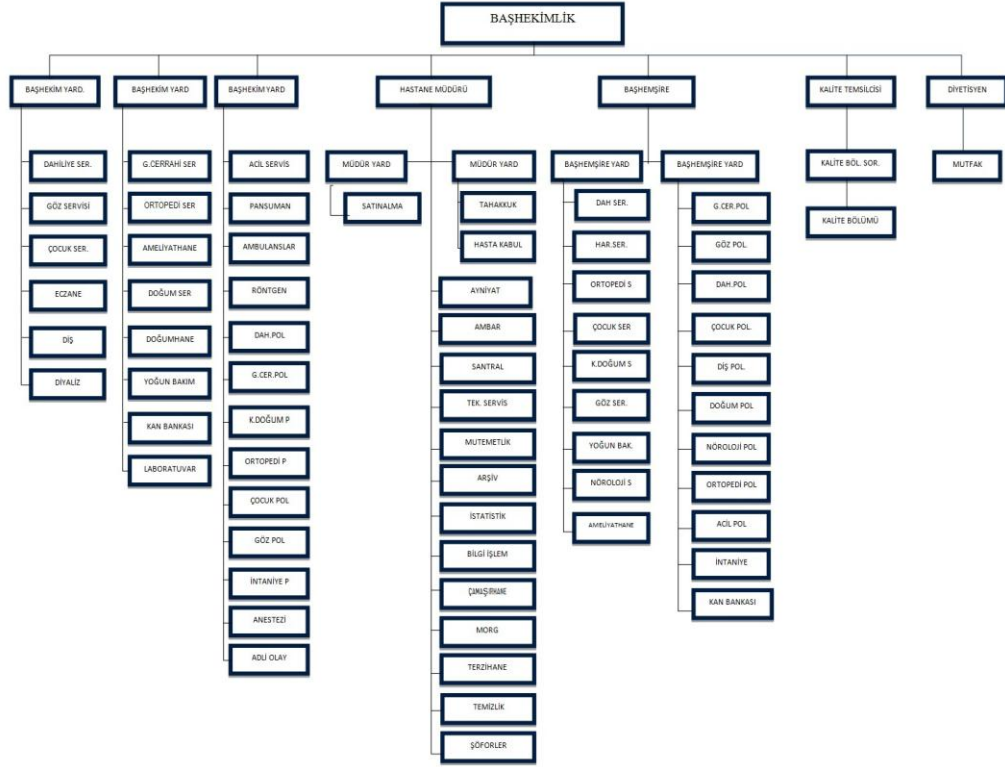 BAŞHEKİMLİK
BAŞHEKİM YARD.
BAŞHEKİM YARD
BAŞHEKİM YARD
HASTANE MÜDÜRÜ
BAŞHEMŞİRE
KALİTE TEMSİLCİSİ
DİYETİSYEN
DAHİLİYE SER.
GÖZ SERVİSİ
ÇOCUK SER.
ECZANE
DİŞ
DİYALİZ
G.CERRAHİ SER
ORTOPEDİ SER
AMELİYATHANE
DOĞUM SER
DOĞUMHANE
YOĞUN BAKIM
KAN BANKASI
LABORATUVAR
ACİL SERVİS
PANSUMAN
AMBULANSLAR
RÖNTGEN
DAH.POL
G.CER.POL
K.DOĞUM P
ORTOPEDİ P
ÇOCUK POL
GÖZ POL
İNTANİYE P
ANESTEZİ
ADLİ OLAY
MÜDÜR YARD
SATINALMA
MÜDÜR YARD
TAHAKKUK
HASTA KABUL
AYNİYAT
AMBAR
SANTRAL
TEK. SERVİS
MUTEMETLİK
ARŞİV
İSTATİSTİK
BİLGİ İŞLEM
ÇAMAŞIRHANE
MORG
TERZİHANE
TEMİZLİK
ŞÖFORLER
BAŞHEMŞİRE YARD
DAH SER.
HAR.SER.
ORTOPEDİ S
ÇOCUK SER
K.DOĞUM S
GÖZ SER.
YOĞUN BAK.
NÖROLOJİ S
AMELİYATHANE
BAŞHEMŞİRE YARD
G.CER.POL
GÖZ POL.
DAH.POL
ÇOCUK POL.
DİŞ POL.
DOĞUM POL
NÖROLOJİ POL
ORTOPEDİ POL
ACİL POL
İNTANİYE
KAN BANKASI
KALİTE BÖL. SOR.
KALİTE BÖLÜMÜ
MUTFAK